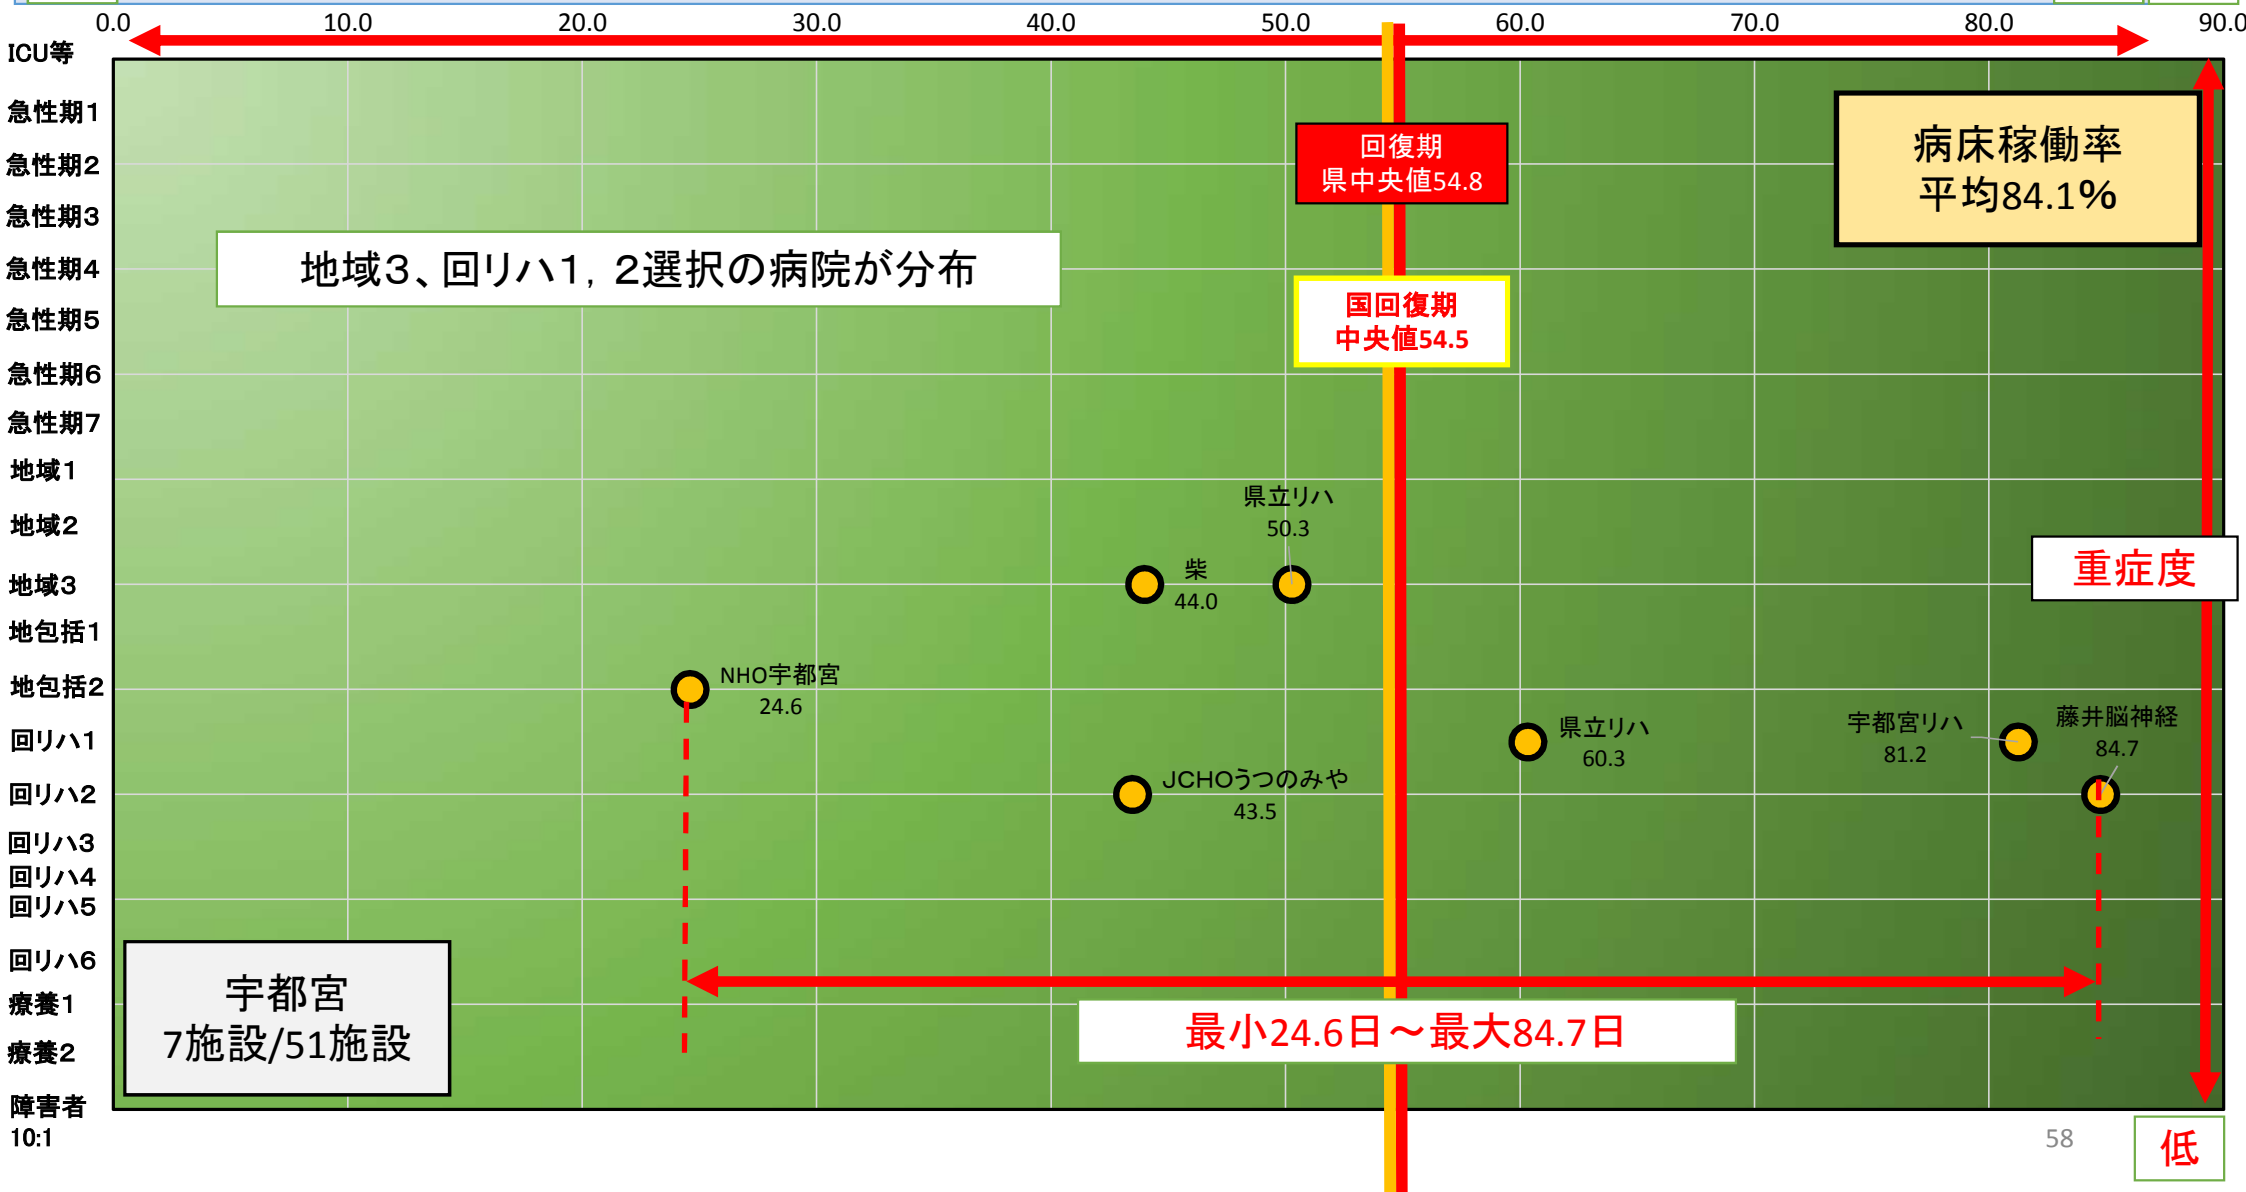 0.0 10.0 20.0 30.0 40.0 50.0 60.0 70.0 80.0 90.0
ICU等
急性期1
急性期2
急性期3
急性期4
急性期5
急性期6
急性期7
地域1
地域2
地域3
地包括1
地包括2
回リハ1
回リハ2
回リハ3
回リハ4
回リハ5
回リハ6
療養1
療養2
障害者
10:1
回復期
県中央値54.8
病床稼働率
平均84.1%
地域3、回リハ1，2選択の病院が分布
国回復期
中央値54.5
重症度
県立リハ
50.3
柴
44.0
NHO宇都宮
24.6
県立リハ
60.3
宇都宮リハ
81.2
藤井脳神経
84.7
JCHOうつのみや
43.5
宇都宮
7施設/51施設
最小24.6日～最大84.7日
58
低